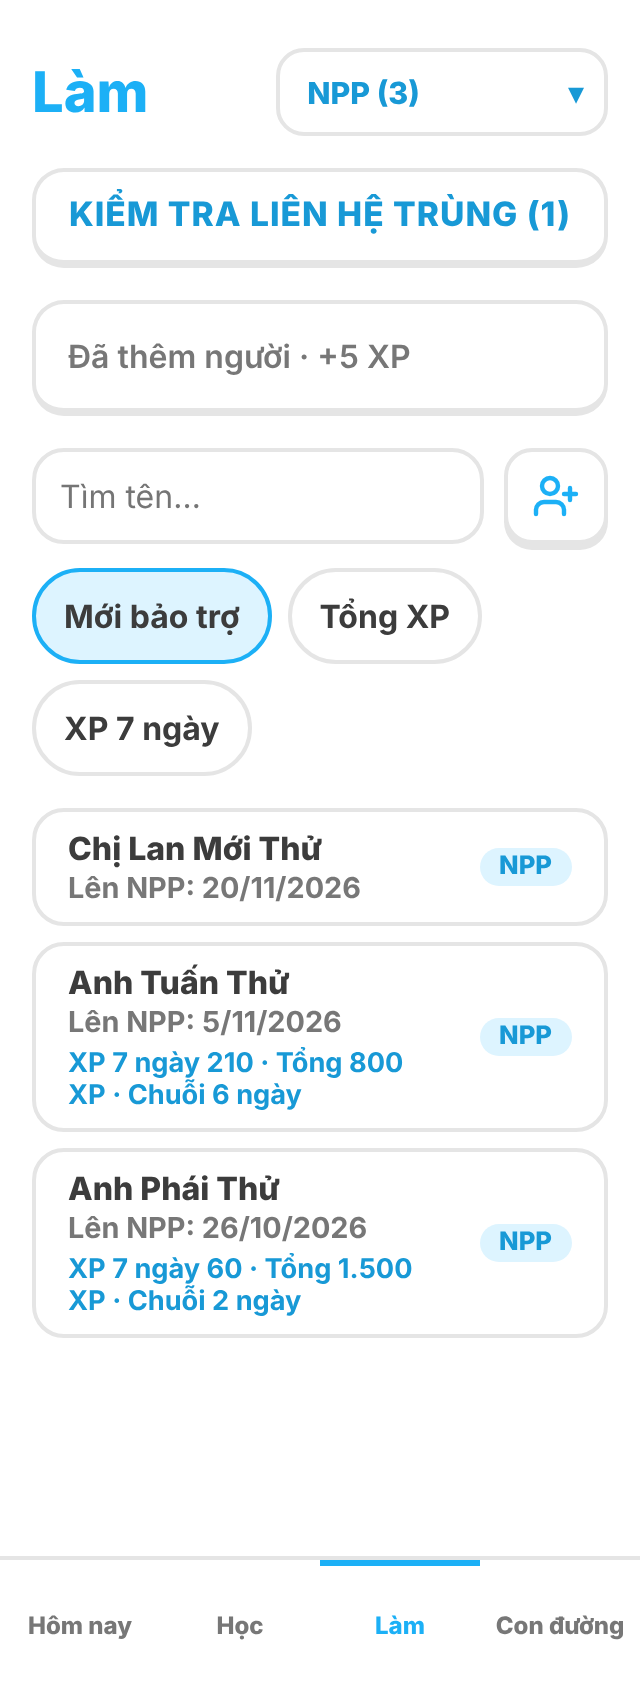 Làm
NPP (3) ▼
KIỂM TRA LIÊN HỆ TRÙNG (1)
Đã thêm người · +5 XP
Tìm tên...
Mới bảo trợ
Tổng XP
XP 7 ngày
Chị Lan Mới Thử
Lên NPP: 20/11/2026
NPP
Anh Tuấn Thử
Lên NPP: 5/11/2026
XP 7 ngày 210 · Tổng 800
XP · Chuỗi 6 ngày
NPP
Anh Phái Thử
Lên NPP: 26/10/2026
XP 7 ngày 60 · Tổng 1.500
XP · Chuỗi 2 ngày
NPP
Hôm nay
Học
Làm
Con đường